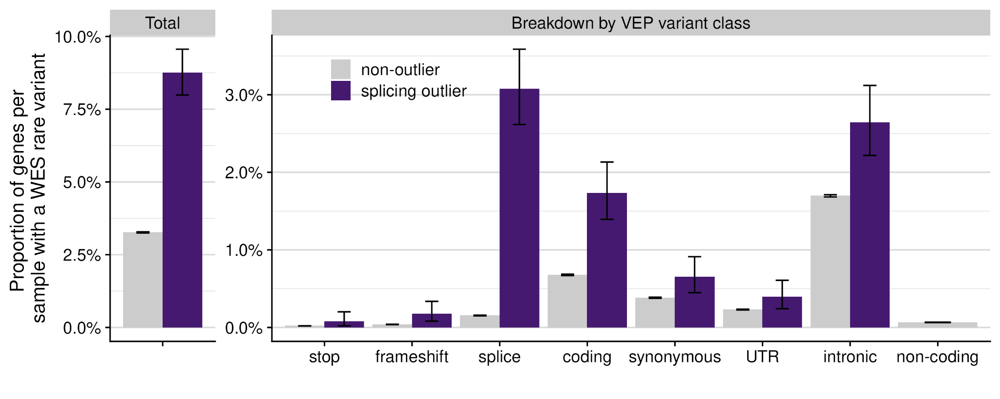 Total
Breakdown by VEP variant class
Proportion of genes per
sample with a WES rare variant
10.0%
7.5%
5.0%
2.5%
0.0%
3.0%
2.0%
1.0%
0.0%
non-outlier
splicing outlier
stop
frameshift
splice
coding
synonymous
UTR
intronic
non-coding